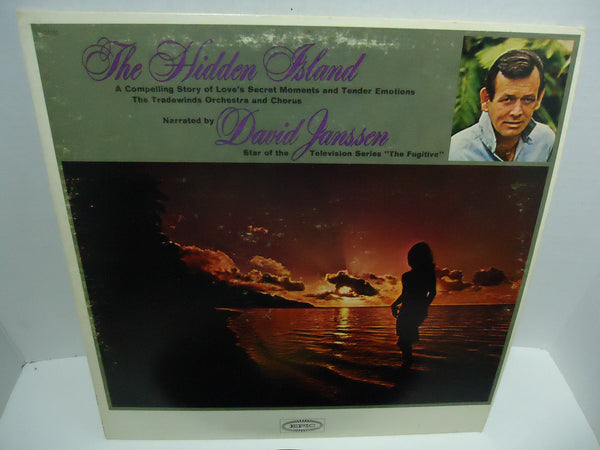 The Hidden Island
A Compelling Story of Love's Secret Moments and Tender Emotions
The Tradewinds Orchestra and Chorus
Narrated by David Janssen
Star of the Television Series "The Fugitive"
EPIC